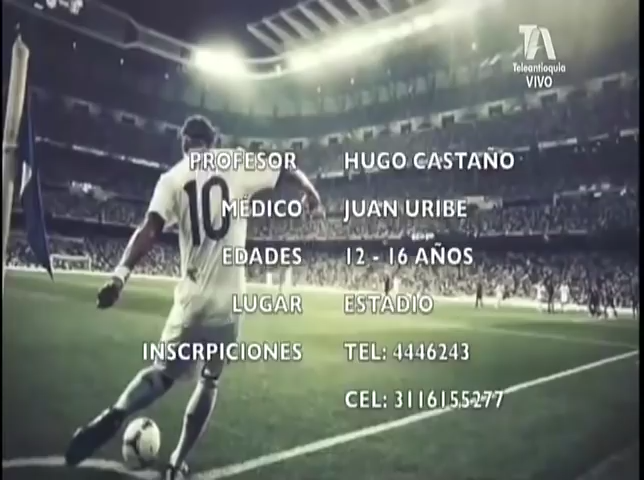 TA
Teleantioquia
VIVO
PROFESOR HUGO CASTAÑO
10
MÉDICO JUAN URIBE
EDADES 12 - 16 AÑOS
LUGAR ESTADIO
INSCRPICIONES TEL: 4446243
CEL: 3116155277